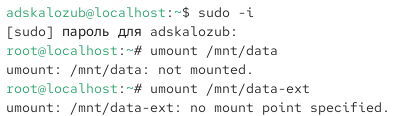 adskalozub@localhost:~$ sudo -i
[sudo] пароль для adskalozub:
root@localhost:~# umount /mnt/data
umount: /mnt/data: not mounted.
root@localhost:~# umount /mnt/data-ext
umount: /mnt/data-ext: no mount point specified.